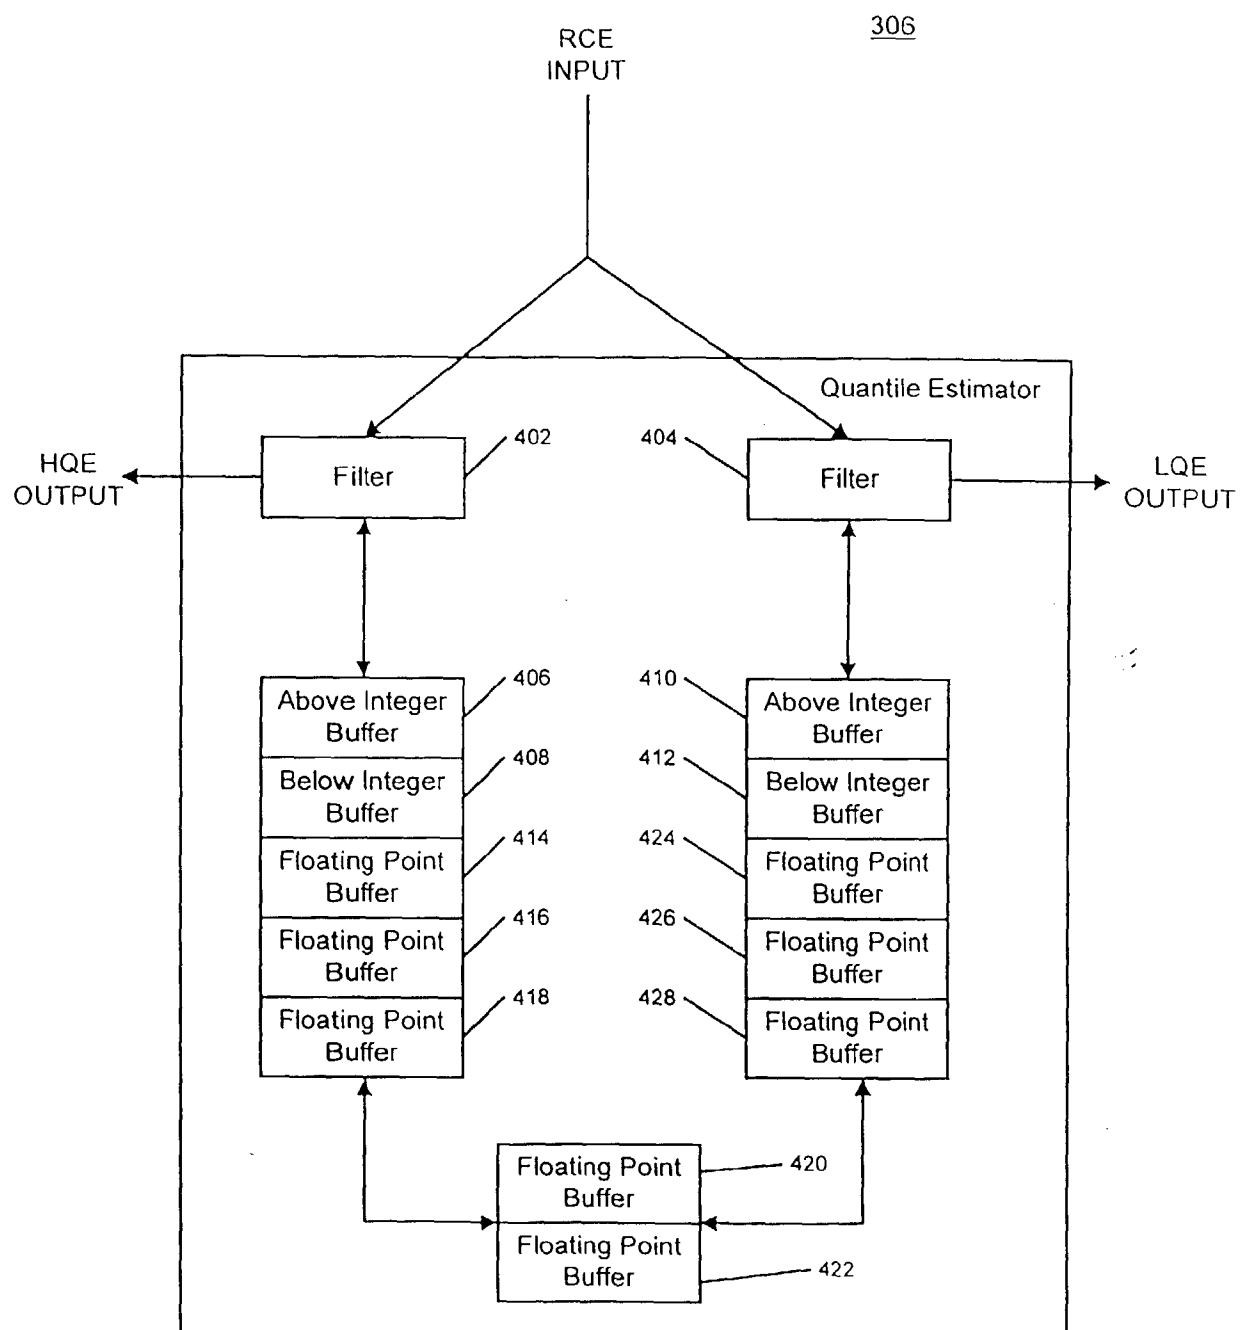 306
RCE
INPUT
Quantile Estimator
402
404
HQE
OUTPUT
Filter
Filter
LQE
OUTPUT
406
410
Above Integer
Buffer
Above Integer
Buffer
408
412
Below Integer
Buffer
Below Integer
Buffer
414
424
Floating Point
Buffer
Floating Point
Buffer
416
426
Floating Point
Buffer
Floating Point
Buffer
418
428
Floating Point
Buffer
Floating Point
Buffer
Floating Point
Buffer
420
Floating Point
Buffer
422